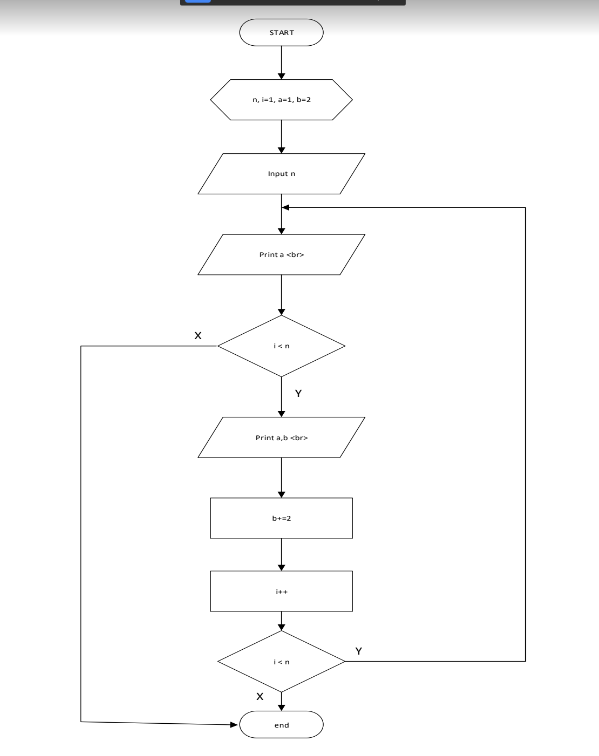 START
n, i=1, a=1, b=2
Input n
Print a <br>
X
i < n
Y
Print a,b <br>
b+=2
i++
i < n
Y
X
end